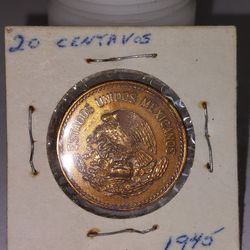 20 CENTAVOS
ESTADOS UNIDOS MEXICANOS
1945